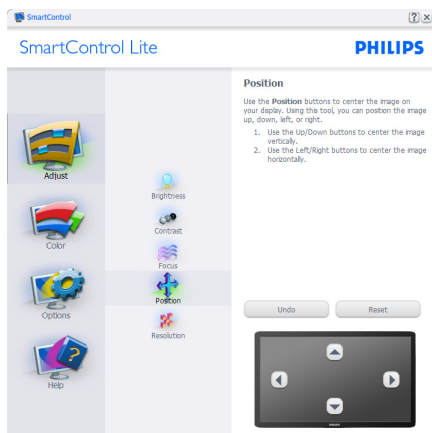 SmartControl
? x
SmartControl Lite
PHILIPS
Adjust
Color
Options
Help
Brightness
Contrast
Focus
Position
Resolution
Position
Use the Position buttons to center the image on
your display. Using this tool, you can position the image
up, down, left, or right.
1. Use the Up/Down buttons to center the image
vertically.
2. Use the Left/Right buttons to center the image
horizontally.
Undo
Reset
PHILIPS